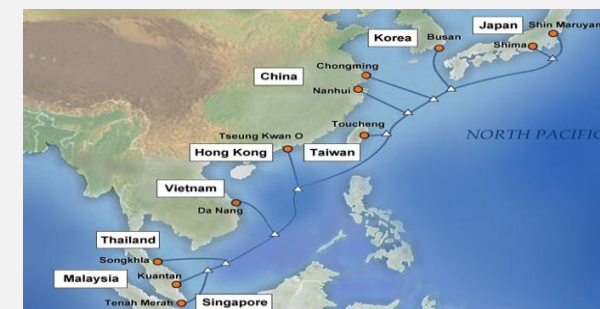 Japan
Shin Maruyam
Korea
Busan
Shima
Chongming
China
Nanhui
Toucheng
Tseung Kwan O
NORTH PACIFIC
Hong Kong
Taiwan
Vietnam
Da Nang
Thailand
Songkhla
Kuantan
Malaysia
Tenah Merah
Singapore